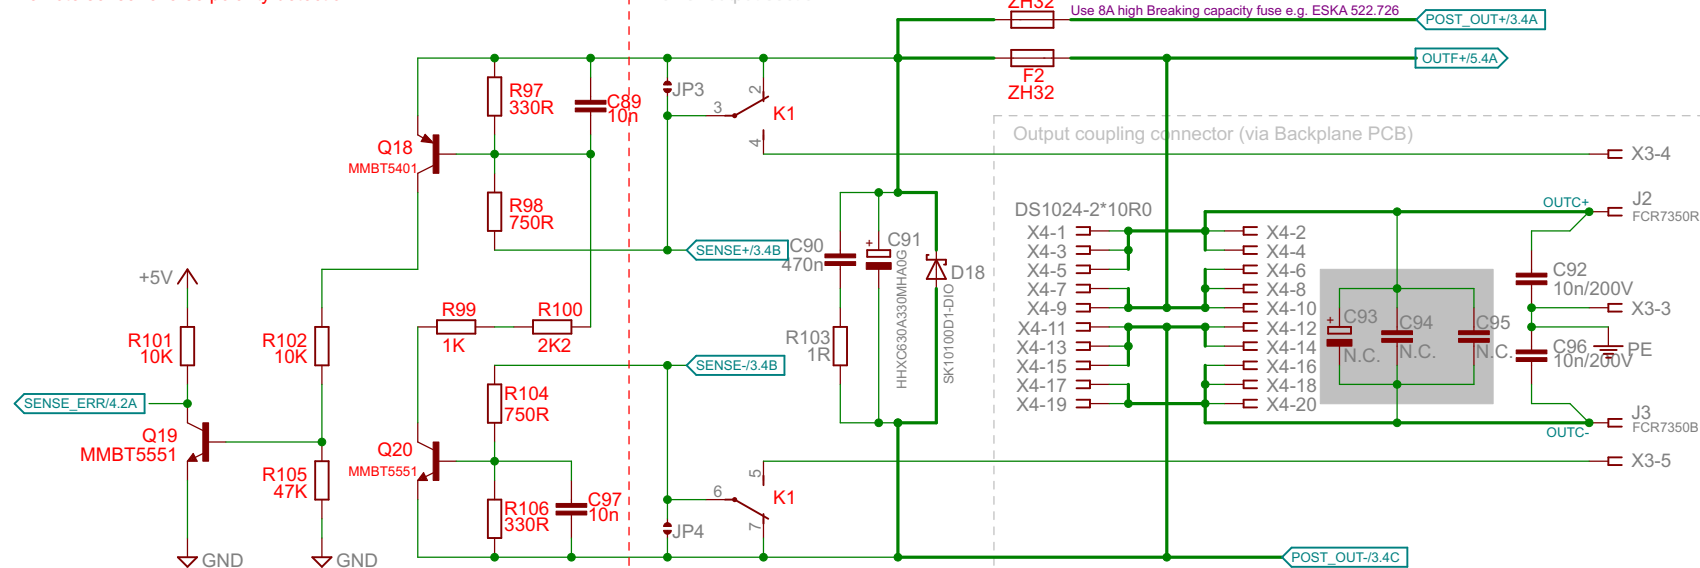 ZH32
Use 8A high Breaking capacity fuse e.g. ESKA 522.726
POST_OUT+/3.4A
OUTF+/5.4A
F2
ZH32
R97
330R
C89
10n
JP3
2
3
K1
4
Output coupling connector (via Backplane PCB)
X3-4
Q18
MMBT5401
R98
750R
SENSE+/3.4B
C90
470n
+
C91
HHXC630A330MHA0G
D18
SK10100D1-DIO
R103
1R
DS1024-2*10R0
X4-1
X4-3
X4-5
X4-7
X4-9
X4-11
X4-13
X4-15
X4-17
X4-19
X4-2
X4-4
X4-6
X4-8
X4-10
X4-12
X4-14
X4-16
X4-18
X4-20
OUTC+
J2
FCR7350R
C92
10n/200V
X3-3
PE
C96
10n/200V
+
C93
N.C.
C94
N.C.
C95
N.C.
J3
FCR7350B
OUTC-
X3-5
+5V
R101
10K
R102
10K
R99
1K
R100
2K2
SENSE-/3.4B
R104
750R
SENSE_ERR/4.2A
Q19
MMBT5551
R105
47K
Q20
MMBT5551
R106
330R
C97
10n
JP4
5
6
7
K1
GND
GND
POST_OUT-/3.4C